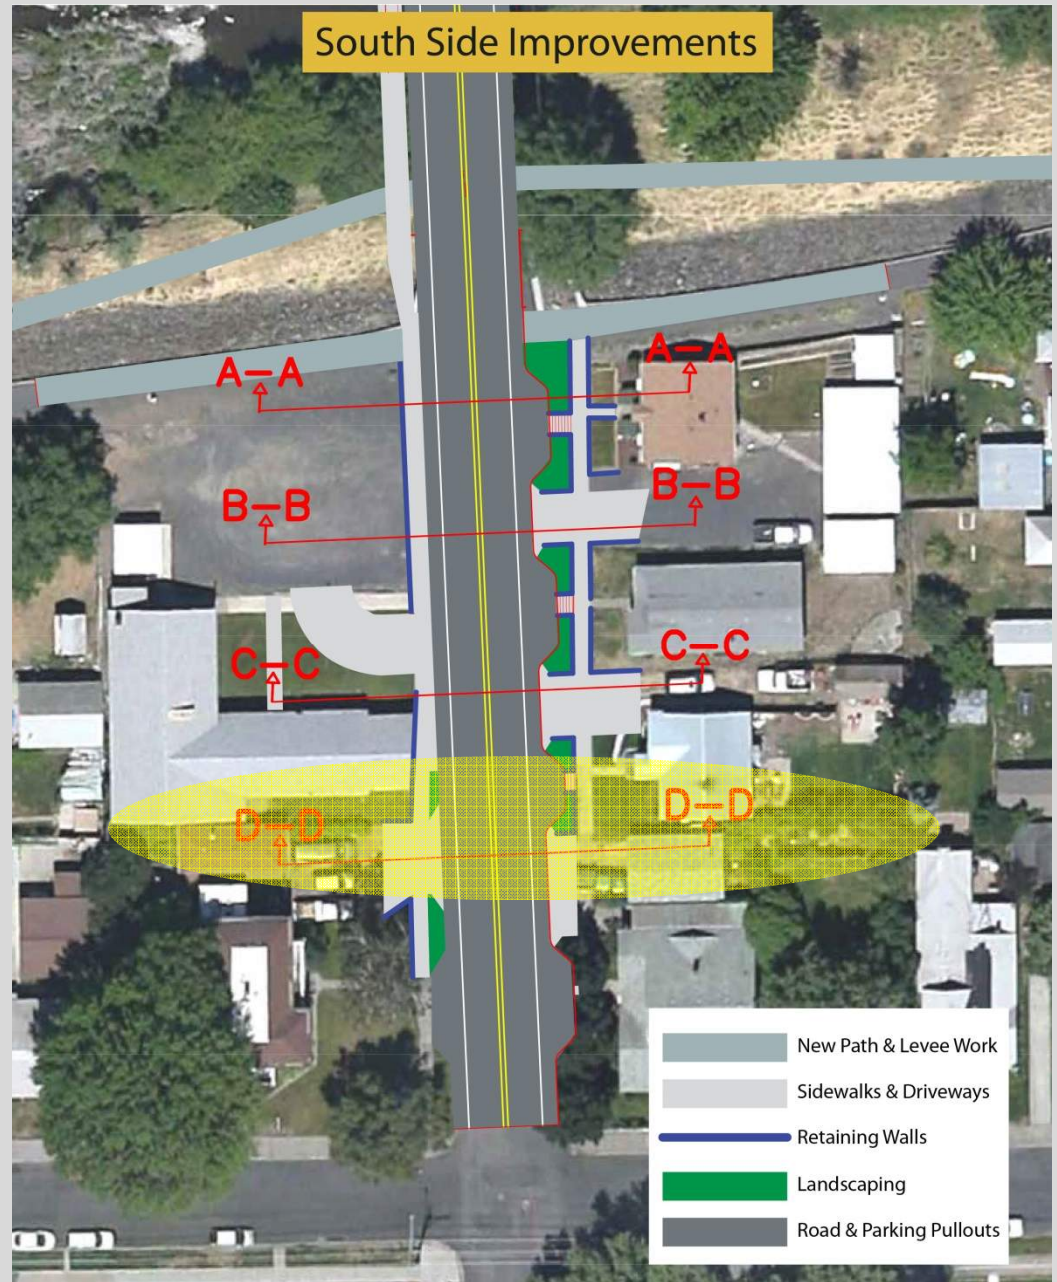 South Side Improvements
A—A
A—A
B—B
B—B
C—C
C—C
D—D
D—D
New Path & Levee Work
Sidewalks & Driveways
Retaining Walls
Landscaping
Road & Parking Pullouts